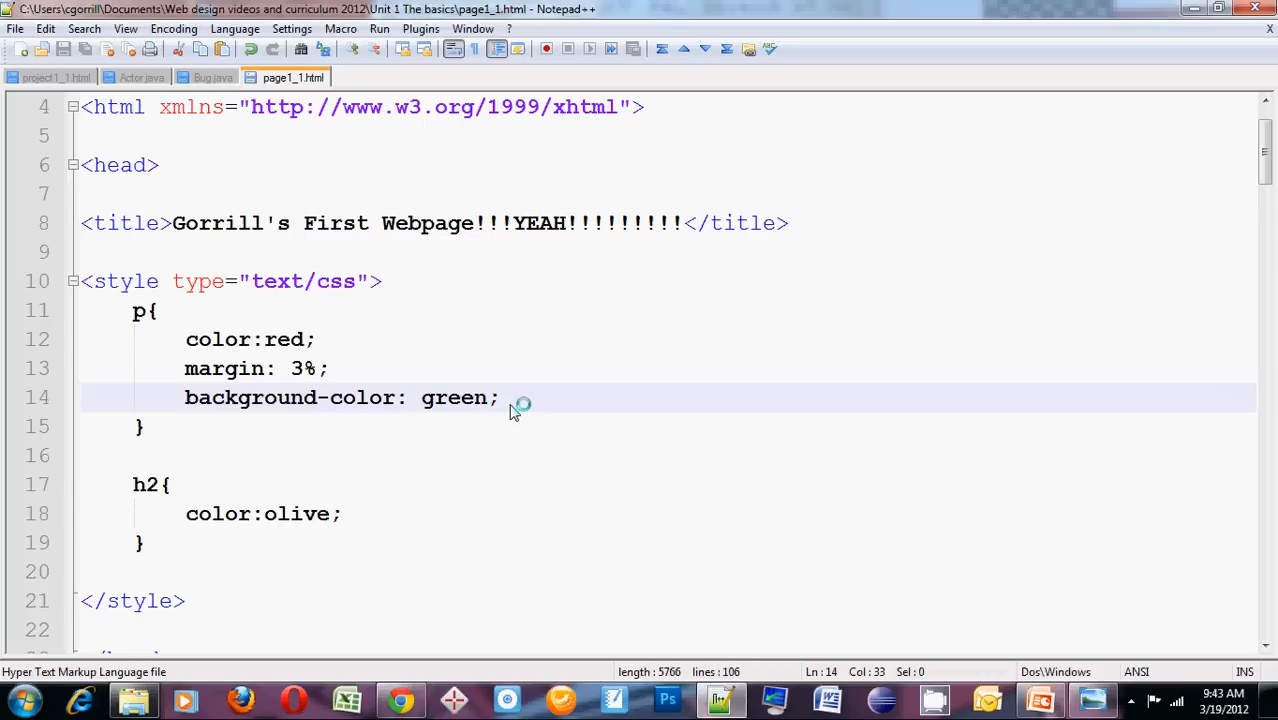 C:\Users\cgorrill\Documents\Web design videos and curriculum 2012\Unit 1 The basics\page1_1.html - Notepad++
File Edit Search View Encoding Language Settings Macro Run Plugins Window ? X
project1_1.html Actor.java Bug.java page1_1.html
4 <html xmlns="http://www.w3.org/1999/xhtml">
5
6 <head>
7
8 <title>Gorrill's First Webpage!!!YEAH!!!!!!!!!</title>
9
10 <style type="text/css">
11 p{
12 color:red;
13 margin: 3%;
14 background-color: green;
15 }
16
17 h2{
18 color:olive;
19 }
20
21 </style>
22
Hyper Text Markup Language file length : 5766 lines : 106 Ln : 14 Col : 33 Sel : 0 Dos\Windows ANSI INS
9:43 AM
3/19/2012